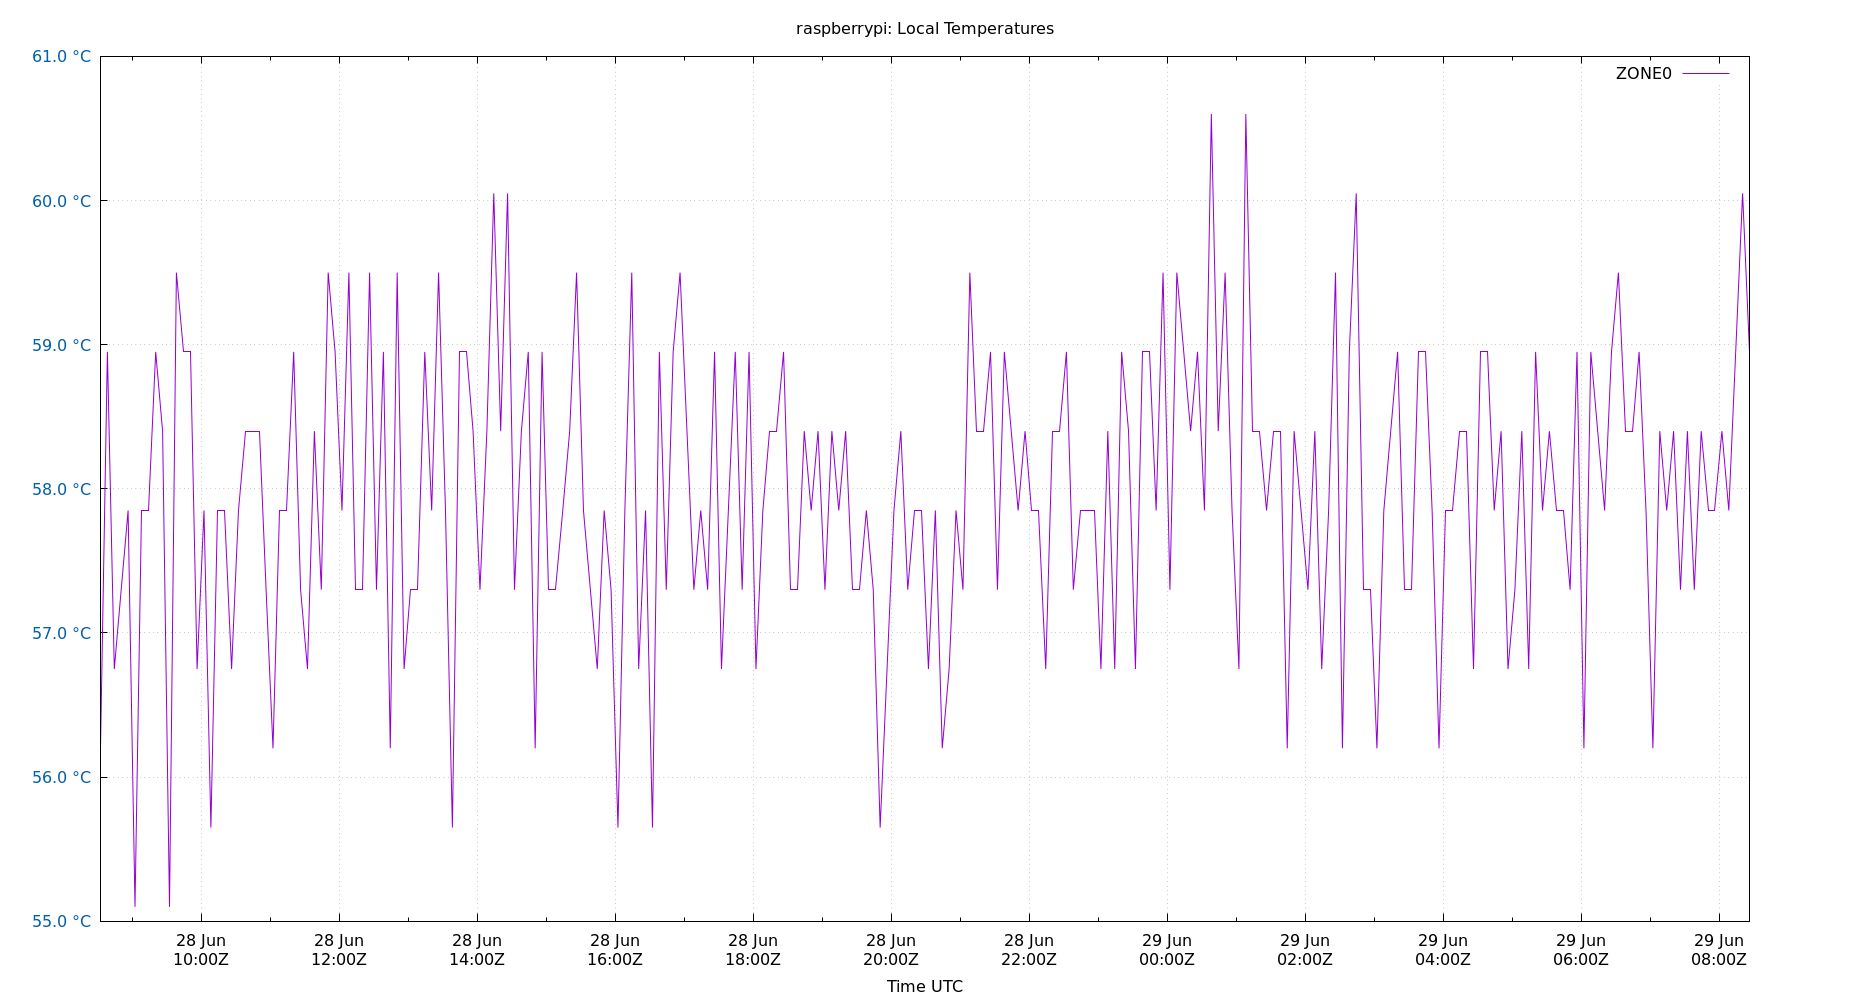 raspberrypi: Local Temperatures
61.0 °C
60.0 °C
59.0 °C
58.0 °C
57.0 °C
56.0 °C
55.0 °C
ZONE0
28 Jun
10:00Z
28 Jun
12:00Z
28 Jun
14:00Z
28 Jun
16:00Z
28 Jun
18:00Z
28 Jun
20:00Z
28 Jun
22:00Z
29 Jun
00:00Z
29 Jun
02:00Z
29 Jun
04:00Z
29 Jun
06:00Z
29 Jun
08:00Z
Time UTC